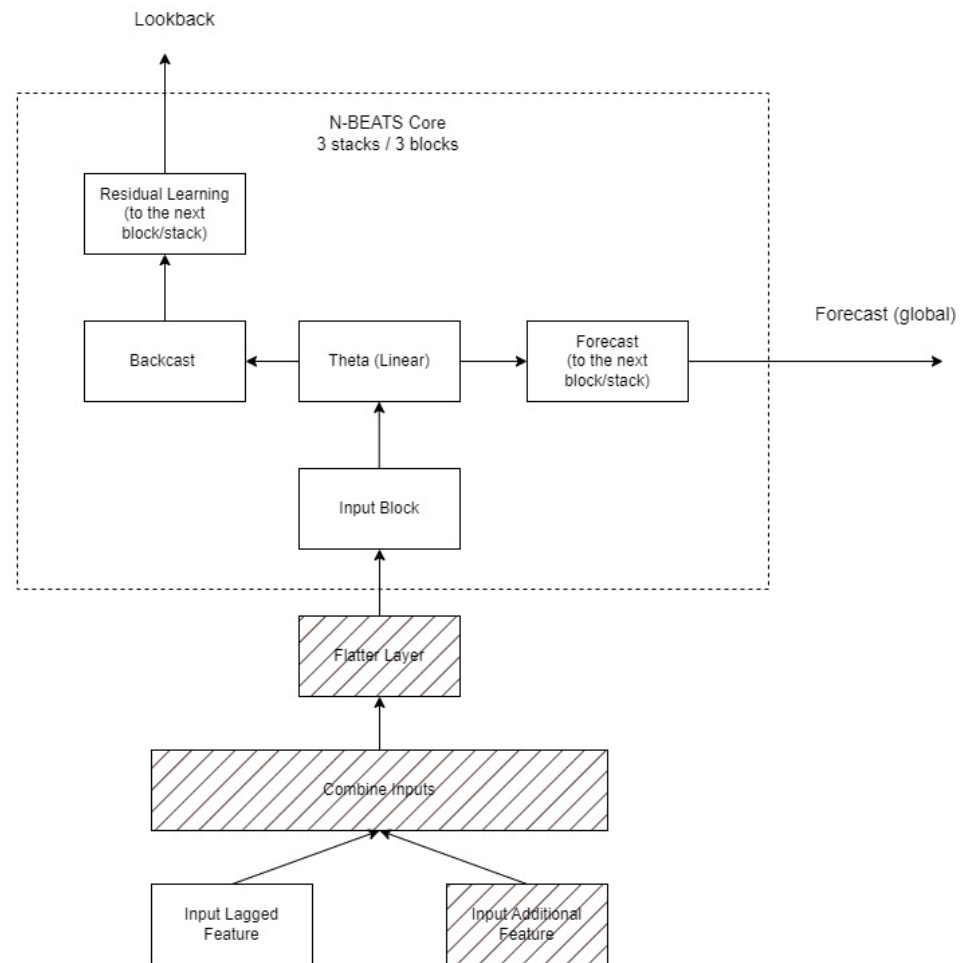 Lookback
N-BEATS Core
3 stacks / 3 blocks
Residual Learning
(to the next
block/stack)
Forecast (global)
Backcast
Theta (Linear)
Forecast
(to the next
block/stack)
Input Block
Flatter Layer
Combine Inputs
Input Lagged
Feature
Input Additional
Feature